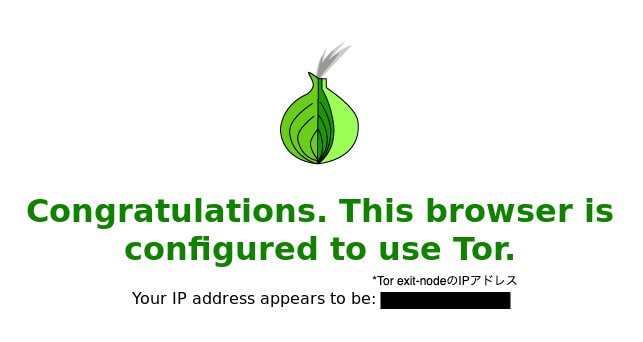 Congratulations. This browser is
configured to use Tor.
*Tor exit-nodeのIPアドレス
Your IP address appears to be: